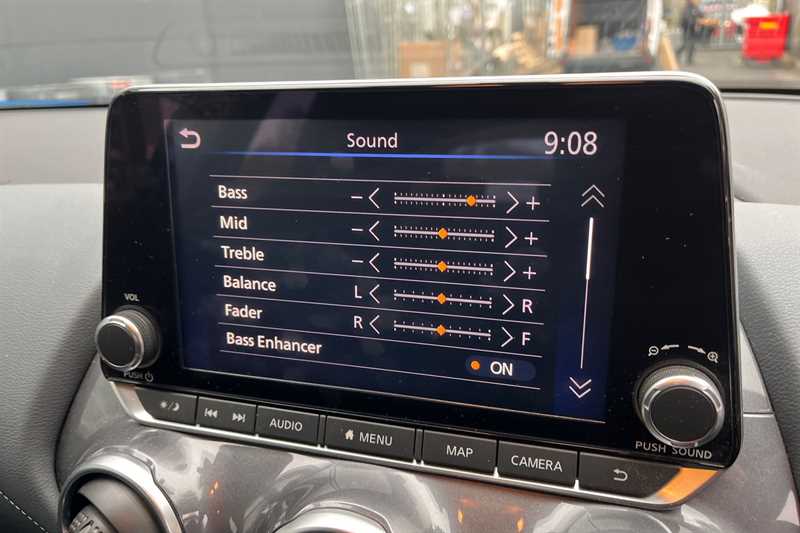 Sound 9:08
Bass − +
Mid − +
Treble − +
Balance L R
Fader R F
Bass Enhancer ON
VOL
PUSH
AUDIO
MENU
MAP
CAMERA
PUSH SOUND